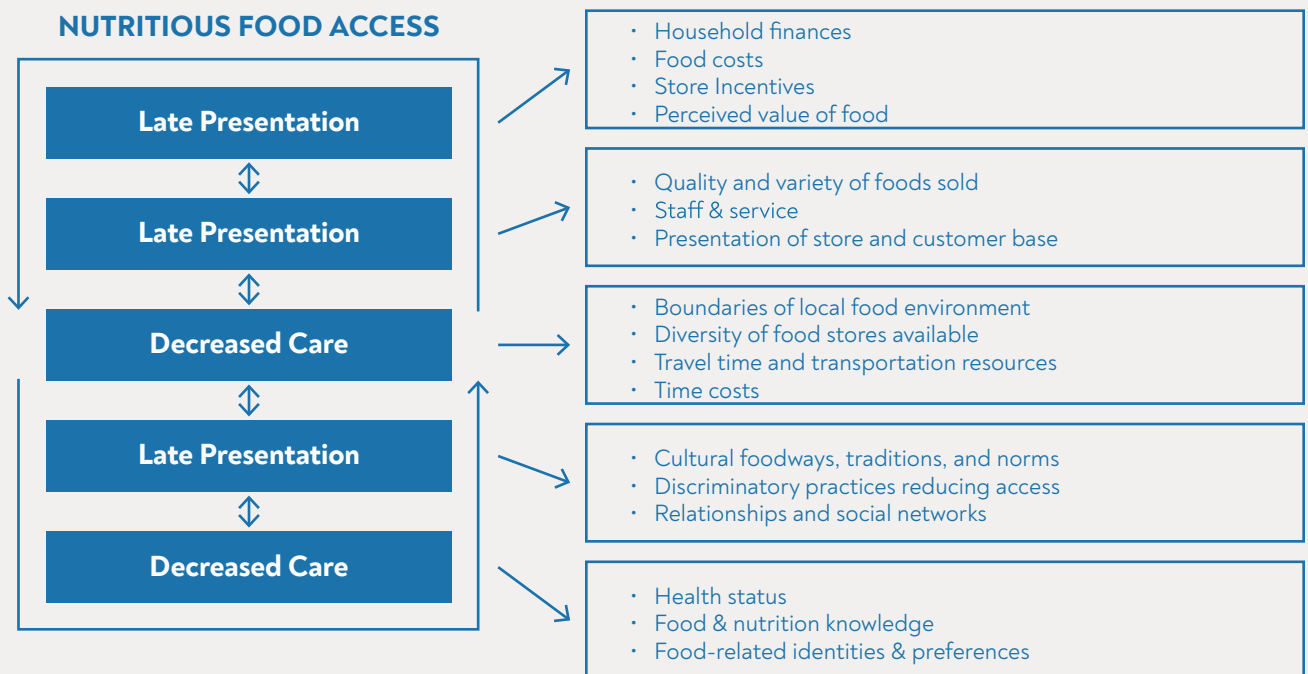 NUTRITIOUS FOOD ACCESS
Late Presentation
· Household finances
· Food costs
· Store Incentives
· Perceived value of food
Late Presentation
· Quality and variety of foods sold
· Staff & service
· Presentation of store and customer base
Decreased Care
· Boundaries of local food environment
· Diversity of food stores available
· Travel time and transportation resources
· Time costs
Late Presentation
· Cultural foodways, traditions, and norms
· Discriminatory practices reducing access
· Relationships and social networks
Decreased Care
· Health status
· Food & nutrition knowledge
· Food-related identities & preferences